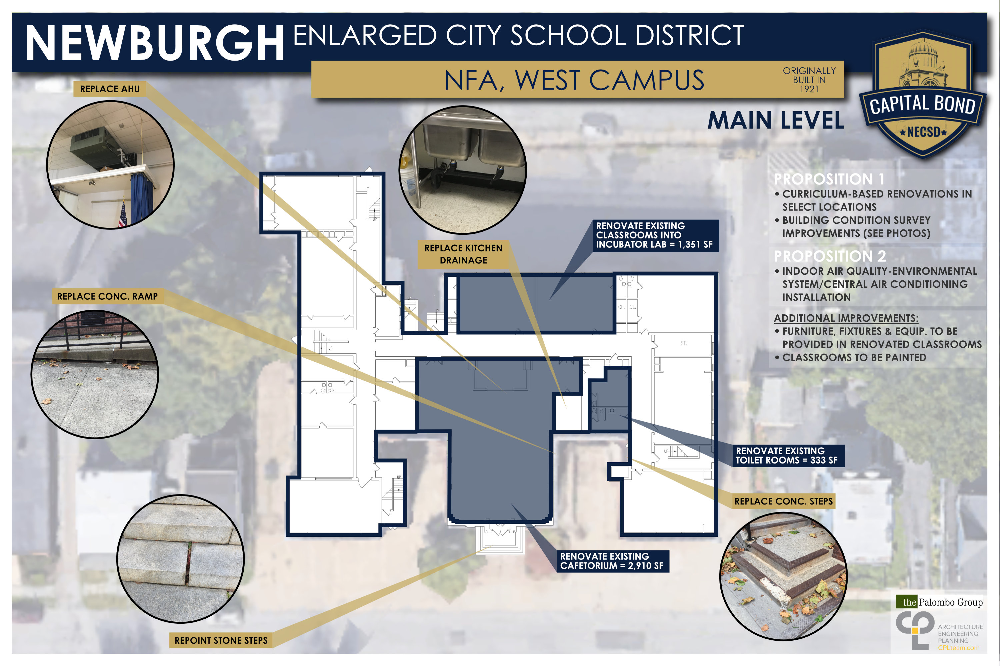 NEWBURGH ENLARGED CITY SCHOOL DISTRICT
NFA, WEST CAMPUS
ORIGINALLY
BUILT IN
1921
CAPITAL BOND
★NECSD★
MAIN LEVEL
REPLACE AHU
REPLACE KITCHEN
DRAINAGE
RENOVATE EXISTING
CLASSROOMS INTO
INCUBATOR LAB = 1,351 SF
PROPOSITION 1
• CURRICULUM-BASED RENOVATIONS IN
SELECT LOCATIONS
• BUILDING CONDITION SURVEY
IMPROVEMENTS (SEE PHOTOS)
PROPOSITION 2
• INDOOR AIR QUALITY-ENVIRONMENTAL
SYSTEM/CENTRAL AIR CONDITIONING
INSTALLATION
ADDITIONAL IMPROVEMENTS:
• FURNITURE, FIXTURES & EQUIP. TO BE
PROVIDED IN RENOVATED CLASSROOMS
• CLASSROOMS TO BE PAINTED
REPLACE CONC. RAMP
UP
UP
UP
CL. CL.
ST.
UP
UP
UP
RENOVATE EXISTING
TOILET ROOMS = 333 SF
REPLACE CONC. STEPS
RENOVATE EXISTING
CAFETORIUM = 2,910 SF
REPOINT STONE STEPS
the Palombo Group
CPL
ARCHITECTURE
ENGINEERING
PLANNING
CPLteam.com